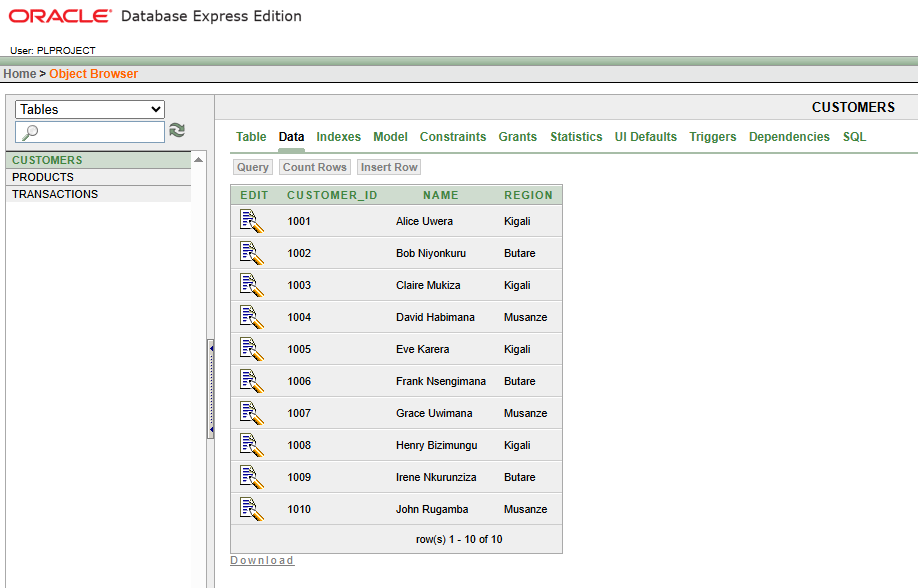 ORACLE® Database Express Edition
User: PLPROJECT
Home > Object Browser
Tables
CUSTOMERS
PRODUCTS
TRANSACTIONS
CUSTOMERS
Table Data Indexes Model Constraints Grants Statistics UI Defaults Triggers Dependencies SQL
Query Count Rows Insert Row
EDIT CUSTOMER_ID NAME REGION
1001 Alice Uwera Kigali
1002 Bob Niyonkuru Butare
1003 Claire Mukiza Kigali
1004 David Habimana Musanze
1005 Eve Karera Kigali
1006 Frank Nsengimana Butare
1007 Grace Uwimana Musanze
1008 Henry Bizimungu Kigali
1009 Irene Nkurunziza Butare
1010 John Rugamba Musanze
row(s) 1 - 10 of 10
Download